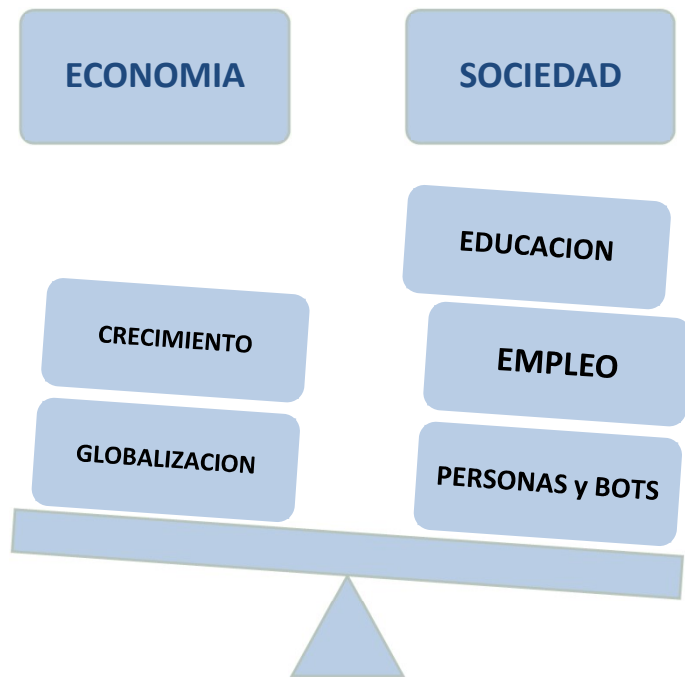 ECONOMIA
SOCIEDAD
EDUCACION
CRECIMIENTO
EMPLEO
GLOBALIZACION
PERSONAS y BOTS